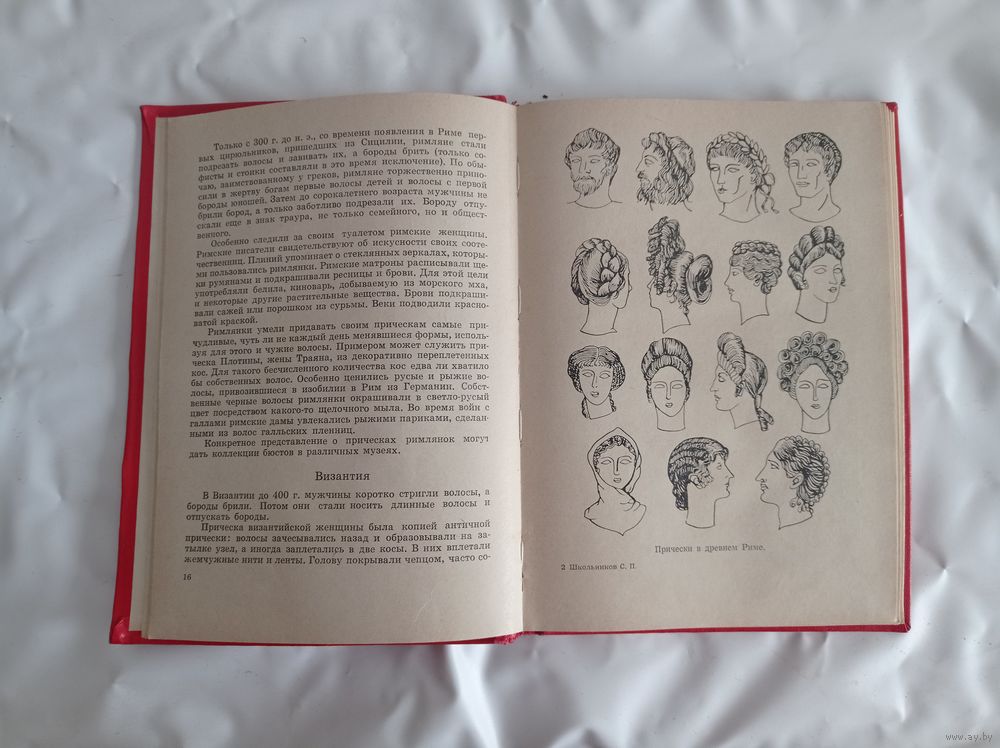 Только с 300 г. до н. э., со времени появления в Риме пер-
вых цирюльников, пришедших из Сицилии, римляне стали
подрезать волосы и завивать их, а бороды брить (только со-
фисты и стоики составляли в это время исключение). По обы-
чаю, заимствованному у греков, римляне торжественно прино-
сили в жертву богам первые волосы детей и волосы с первой
бороды юношей. Затем до сорокалетнего возраста мужчины не
брили бород, а только заботливо подрезали их. Бороду отпу-
скали еще в знак траура, не только семейного, но и общест-
венного.
Особенно следили за своим туалетом римские женщины.
Римские писатели свидетельствуют об искусности своих сооте-
чественниц. Плиний упоминает о стеклянных зеркалах, которы-
ми пользовались римлянки. Римские матроны расписывали ще-
ки румянами и подкрашивали ресницы и брови. Для этой цели
употребляли белила, киноварь, добываемую из морского мха,
и некоторые другие растительные вещества. Брови подкраши-
вали сажей или порошком из сурьмы. Веки подводили красно-
ватой краской.
Римлянки умели придавать своим прическам самые при-
чудливые, чуть ли не каждый день менявшиеся формы, исполь-
зуя для этого и чужие волосы. Примером может служить при-
ческа Плотины, жены Траяна, из декоративно переплетенных
кос. Для такого бесчисленного количества кос едва ли хватило
бы собственных волос. Особенно ценились русые и рыжие во-
лосы, привозившиеся в изобилии в Рим из Германии. Собст-
венные черные волосы римлянки окрашивали в светло-русый
цвет посредством какого-то щелочного мыла. Во время войн с
галлами римские дамы увлекались рыжими париками, сделан-
ными из волос галльских пленниц.
Конкретное представление о прическах римлянок могут
дать коллекции бюстов в различных музеях.
Византия
В Византии до 400 г. мужчины коротко стригли волосы, а
бороды брили. Потом они стали носить длинные волосы и
отпускать бороды.
Прическа византийской женщины была копией античной
прически: волосы зачесывались назад и образовывали на за-
тылке узел, а иногда заплетались в две косы. В них вплетали
жемчужные нити и ленты. Голову покрывали чепцом, часто со-
16
Прически в древнем Риме.
2 Школьников С. П.
www.ay.by